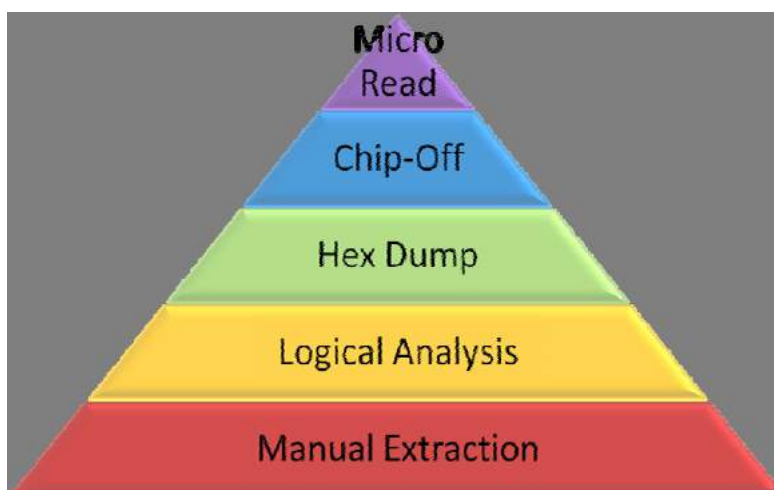 Micro
Read
Chip-Off
Hex Dump
Logical Analysis
Manual Extraction